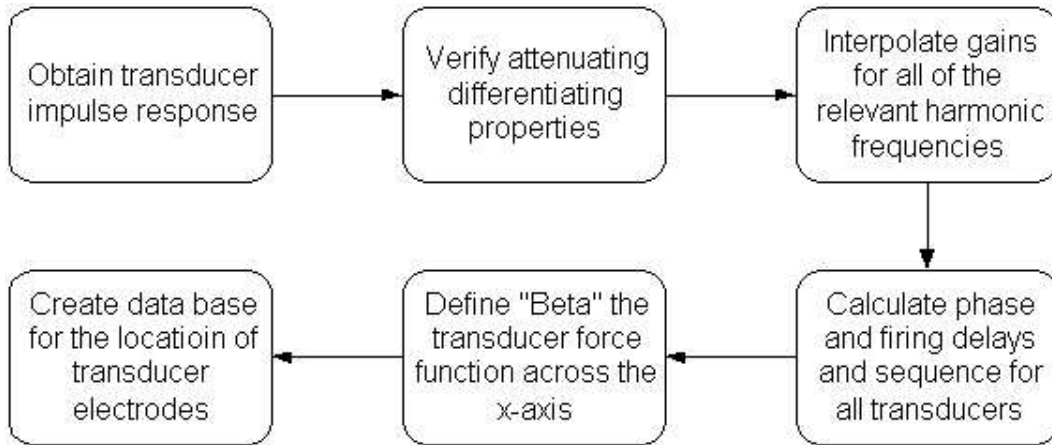 Obtain transducer
impulse response
Verify attenuating
differentiating
properties
Interpolate gains
for all of the
relevant harmonic
frequencies
Calculate phase
and firing delays
and sequence for
all transducers
Define "Beta" the
transducer force
function across the
x-axis
Create data base
for the locatioin of
transducer
electrodes